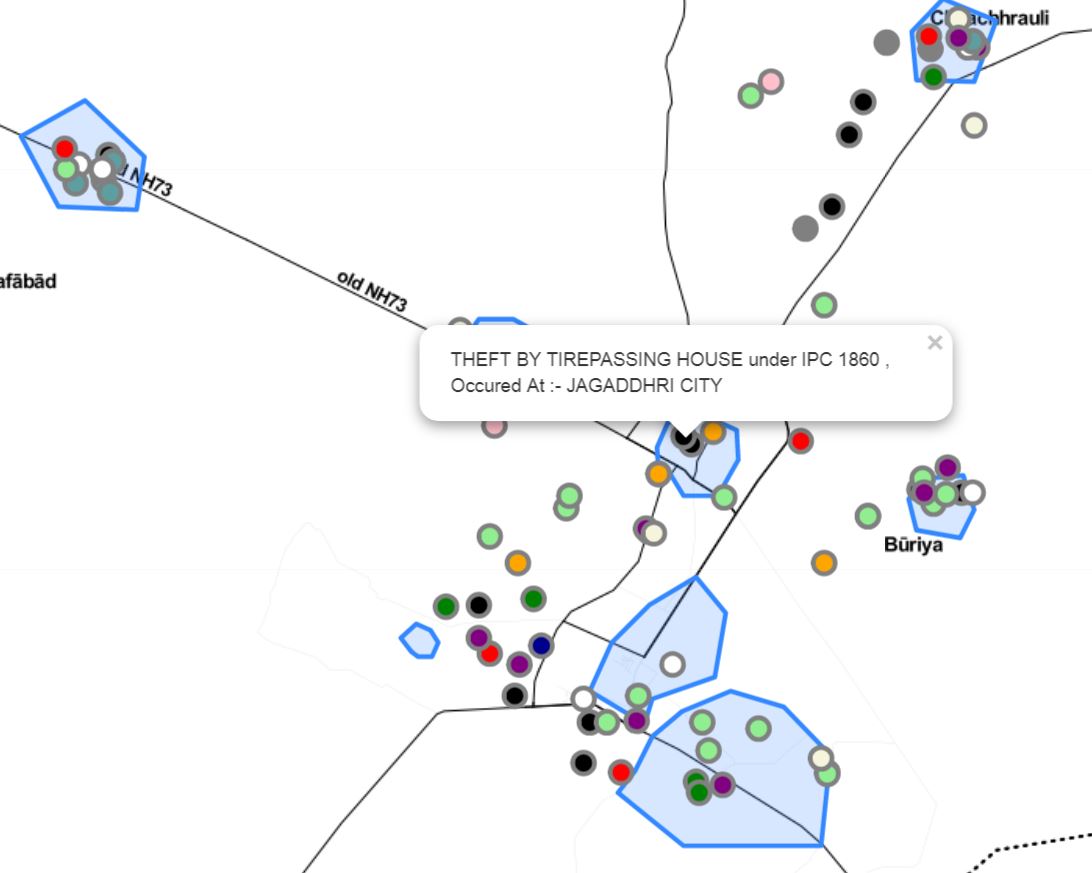 Chhachhrauli
old NH73
afābād
old NH73
×
THEFT BY TIREPASSING HOUSE under IPC 1860 ,
Occured At :- JAGADDHRI CITY
Būriya